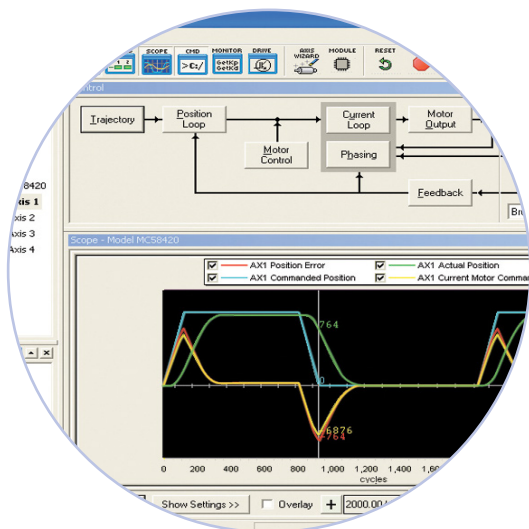 SCOPE CMD MONITOR DRIVE AXIS WIZARD MODULE RESET
>C:/ GetKp GetKd
Trajectory
Position Loop
Motor Control
Current Loop
Phasing
Motor Output
Feedback
8420
xis 1
xis 2
xis 3
Axis 4
Scope - Model MC58420
AX1 Position Error
AX1 Actual Position
AX1 Commanded Position
AX1 Current Motor Comma
764
0
-6876
-764
0 200 400 600 800 1,000 1,200 1,400 1,6
cycles
Show Settings >>
Overlay
+
2000.00